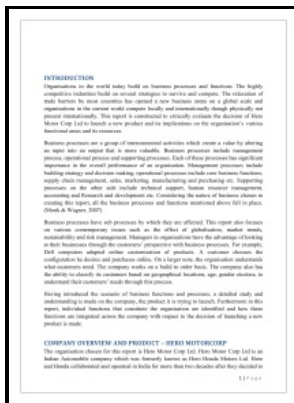 INTRODUCTION
Organisations in the world today build on business processes and functions. The highly
competitive industries build on several strategies to survive and compete. The relaxation of
trade barriers by most countries has opened a new business arena on a global scale and
organisations in the current world compete locally and internationally though physically not
present internationally. This report is constructed to critically evaluate the decision of Hero
Motor Corp Ltd to launch a new product and its implications on the organisation's various
functional areas and its resources.
Business processes are a group of interconnected activities which create a value by altering
an input into an output that is more valuable. Business processes include management
process, operational process and supporting processes. Each of these processes has significant
importance in the overall performance of an organisation. Management processes include
building strategy and decision making, operational processes include core business functions,
supply chain management, sales, marketing, manufacturing and purchasing etc. Supporting
processes on the other side include technical support, human resource management,
accounting and Research and development etc. Considering the nature of business chosen in
creating this report, all the business processes and functions mentioned above fall in place.
(Monk & Wagner, 2007)
Business processes have sub processes by which they are affected. This report also focuses
on various contemporary issues such as the effect of globalisation, market trends,
sustainability and risk management. Managers in organisations have the advantage of looking
at their businesses through the customers' perspective with business processes. For example,
Dell computers adapted online customisation of products. A customer chooses the
configuration he desires and purchases online. On a larger note, the organisation understands
what customers need. The company works on a build to order basis. The company also has
the ability to classify its customers based on geographical locations, age, gender etcetera, to
understand their customers' needs through this process.
Having introduced the scenario of business functions and processes, a detailed study and
understanding is made on the company, the product it is trying to launch. Furthermore in this
report, individual functions that constitute the organisation are identified and how these
functions are integrated across the company with respect to the decision of launching a new
product is made.
COMPANY OVERVIEW AND PRODUCT – HERO MOTORCORP
The organisation chosen for this report is Hero Motor Corp Ltd. Hero Motor Corp Ltd is an
Indian Automobile company which was formerly known as Hero Honda Motors Ltd. Hero
and Honda collaborated and operated in India for more than two decades after they decided to
1 | Page